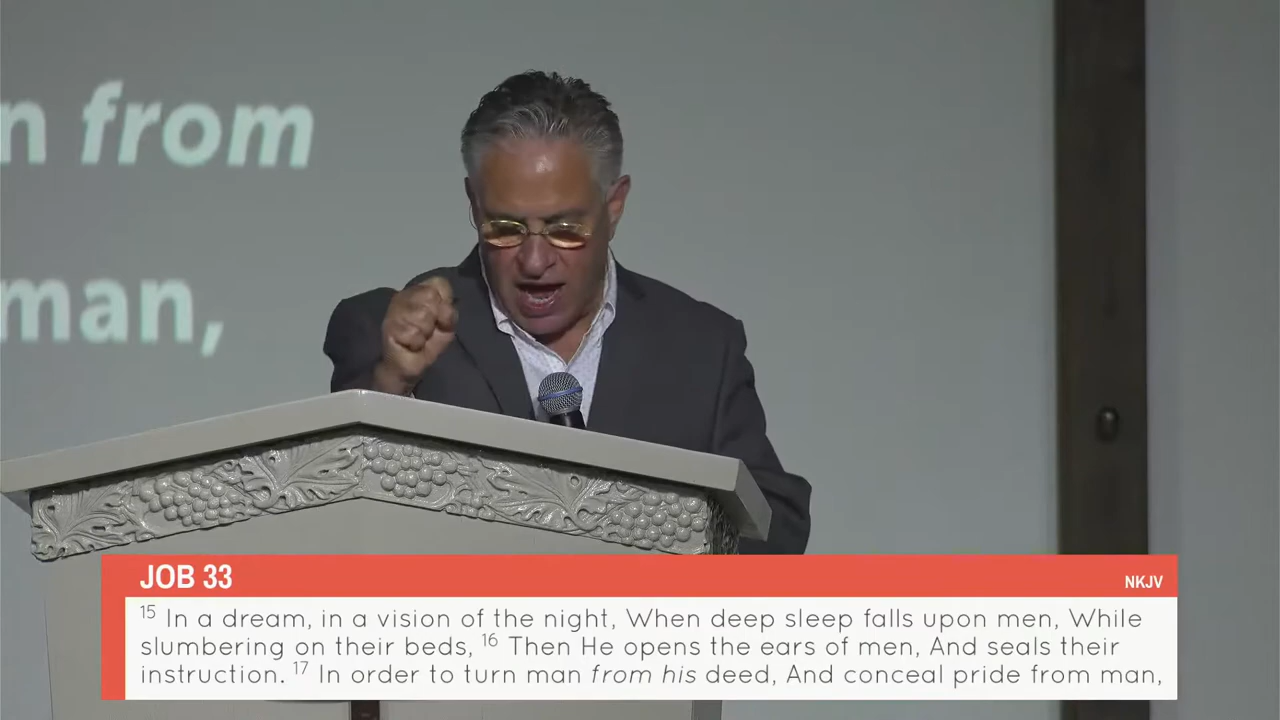 n from
man,
JOB 33
NKJV
15 In a dream, in a vision of the night, When deep sleep falls upon men, While
slumbering on their beds, 16 Then He opens the ears of men, And seals their
instruction. 17 In order to turn man from his deed, And conceal pride from man,